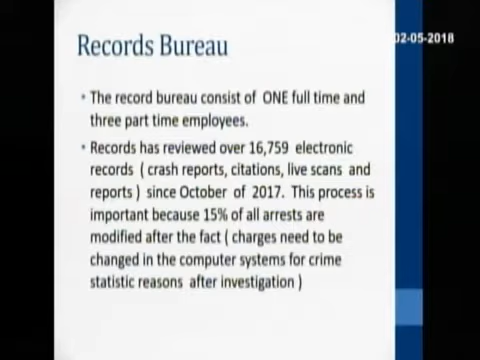 Records Bureau
02-05-2018
• The record bureau consist of ONE full time and
three part time employees.
• Records has reviewed over 16,759 electronic
records ( crash reports, citations, live scans and
reports ) since October of 2017. This process is
important because 15% of all arrests are
modified after the fact ( charges need to be
changed in the computer systems for crime
statistic reasons after investigation )